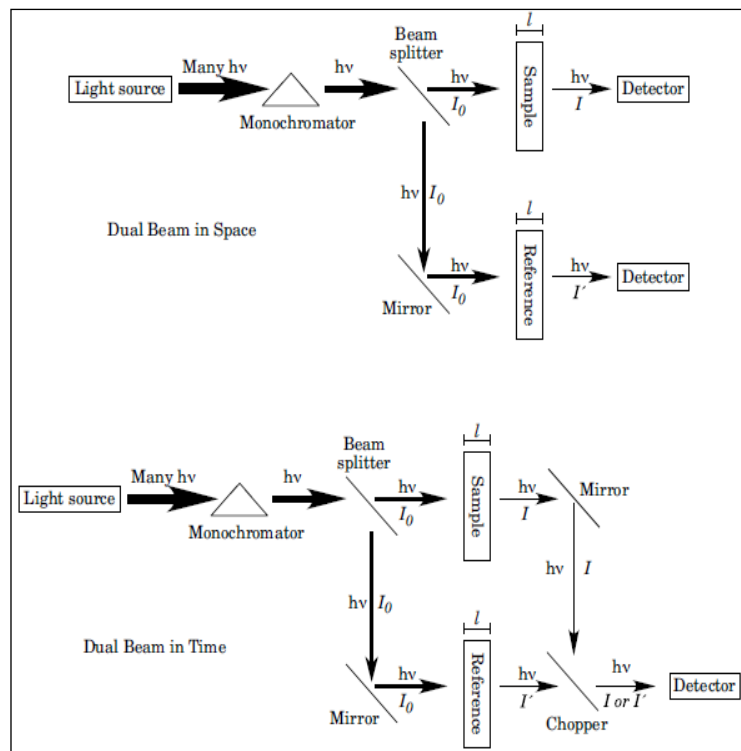 l
Beam
splitter
Many hν
hν
hν
hν
Light source
Sample
Detector
I0
I
Monochromator
hν I0
l
Dual Beam in Space
hν
Reference
hν
Detector
I0
I´
Mirror
l
Beam
splitter
Many hν
hν
hν
hν
Light source
Sample
Mirror
I0
I
Monochromator
hν I
hν I0
l
Dual Beam in Time
hν
Reference
hν
hν
Detector
I0
I´
I or I´
Mirror
Chopper